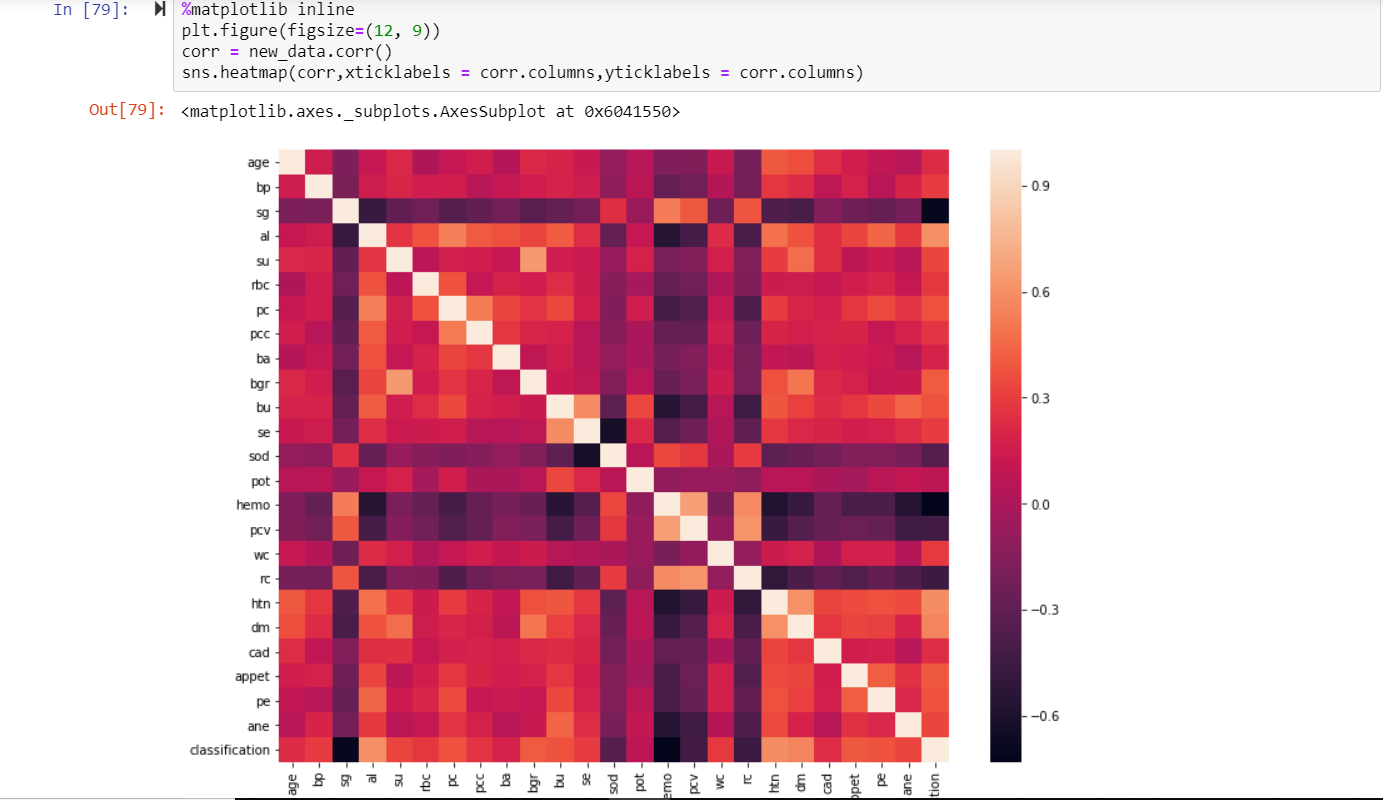 In [79]:
%matplotlib inline
plt.figure(figsize=(12, 9))
corr = new_data.corr()
sns.heatmap(corr,xticklabels = corr.columns,yticklabels = corr.columns)
Out[79]: <matplotlib.axes._subplots.AxesSubplot at 0x6041550>
age
bp
sg
al
su
rbc
pc
pcc
ba
bgr
bu
se
sod
pot
hemo
pcv
wc
rc
htn
dm
cad
appet
pe
ane
classification
age bp sg al su rbc pc pcc ba bgr bu se sod pot emo pcv wc rc htn dm cad pet pe ane tion
0.9
0.6
0.3
0.0
−0.3
−0.6